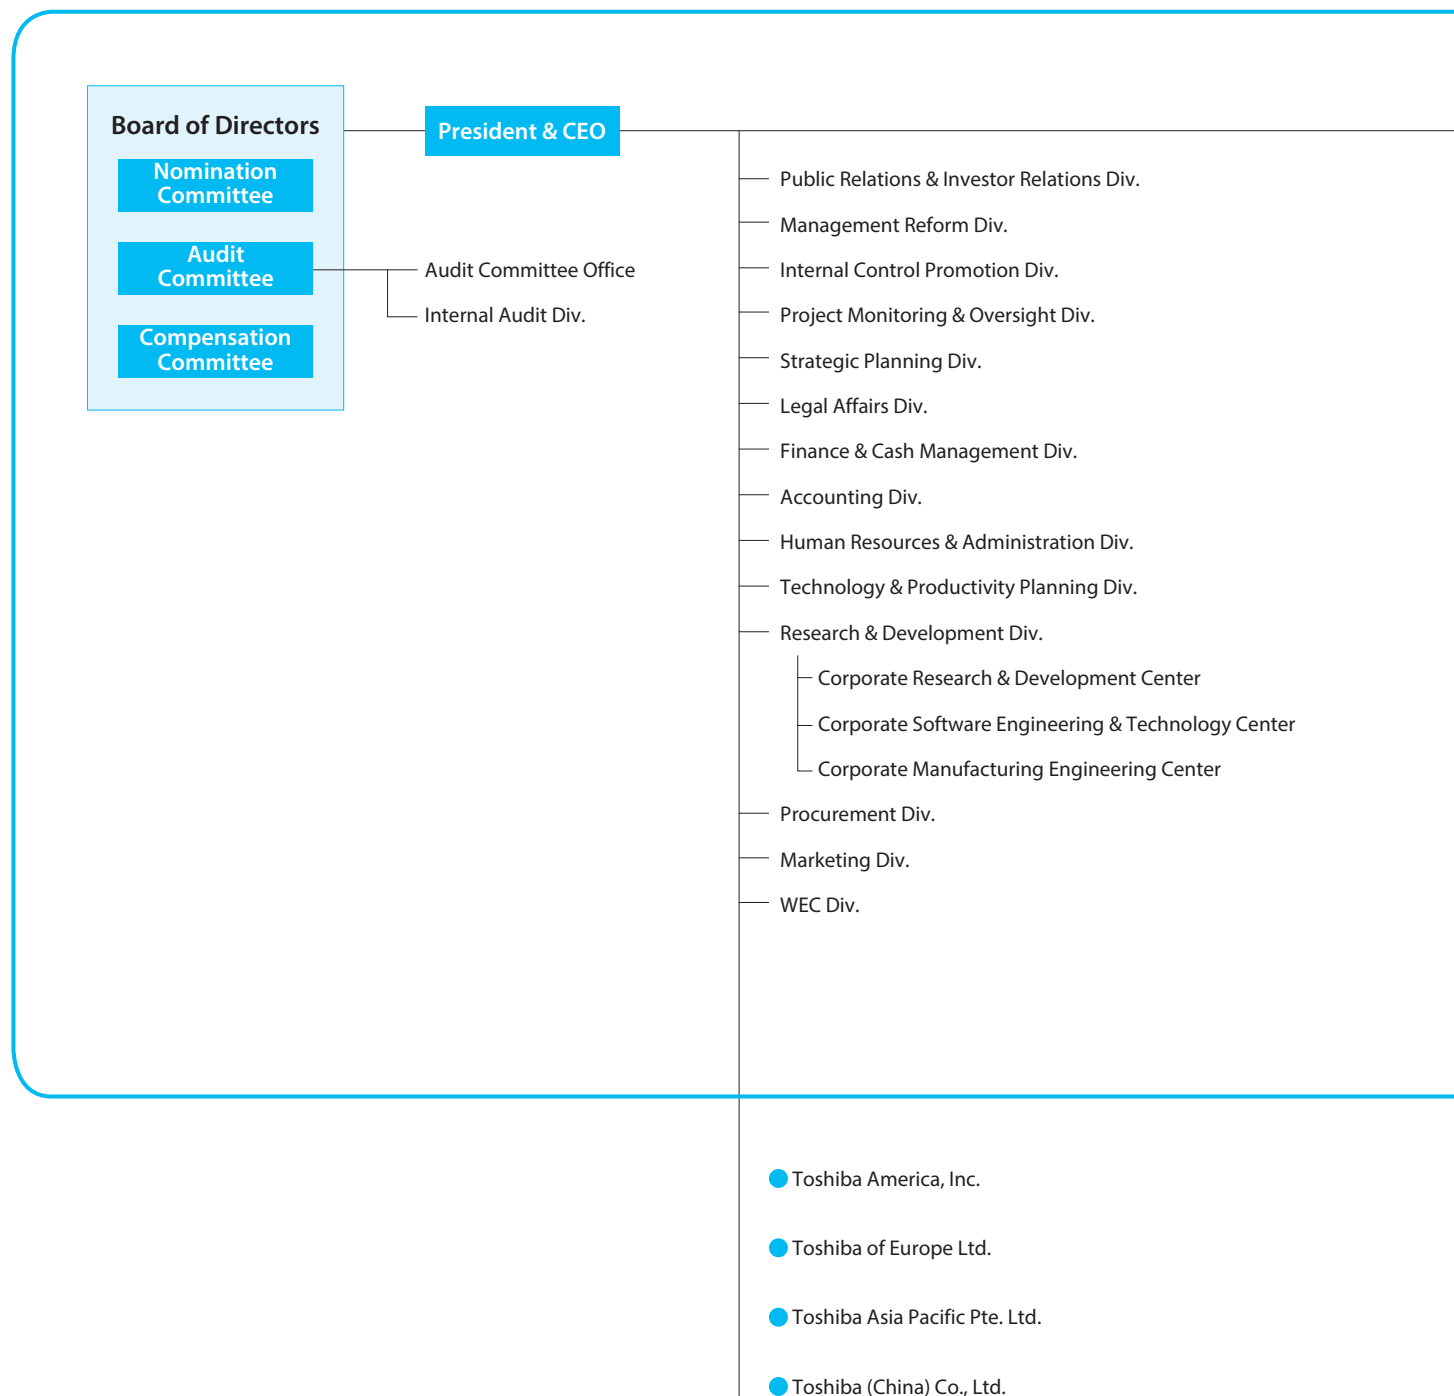 Board of Directors
President & CEO
Nomination
Committee
Audit
Committee
Compensation
Committee
Audit Committee Office
Internal Audit Div.
Public Relations & Investor Relations Div.
Management Reform Div.
Internal Control Promotion Div.
Project Monitoring & Oversight Div.
Strategic Planning Div.
Legal Affairs Div.
Finance & Cash Management Div.
Accounting Div.
Human Resources & Administration Div.
Technology & Productivity Planning Div.
Research & Development Div.
Corporate Research & Development Center
Corporate Software Engineering & Technology Center
Corporate Manufacturing Engineering Center
Procurement Div.
Marketing Div.
WEC Div.
Toshiba America, Inc.
Toshiba of Europe Ltd.
Toshiba Asia Pacific Pte. Ltd.
Toshiba (China) Co., Ltd.